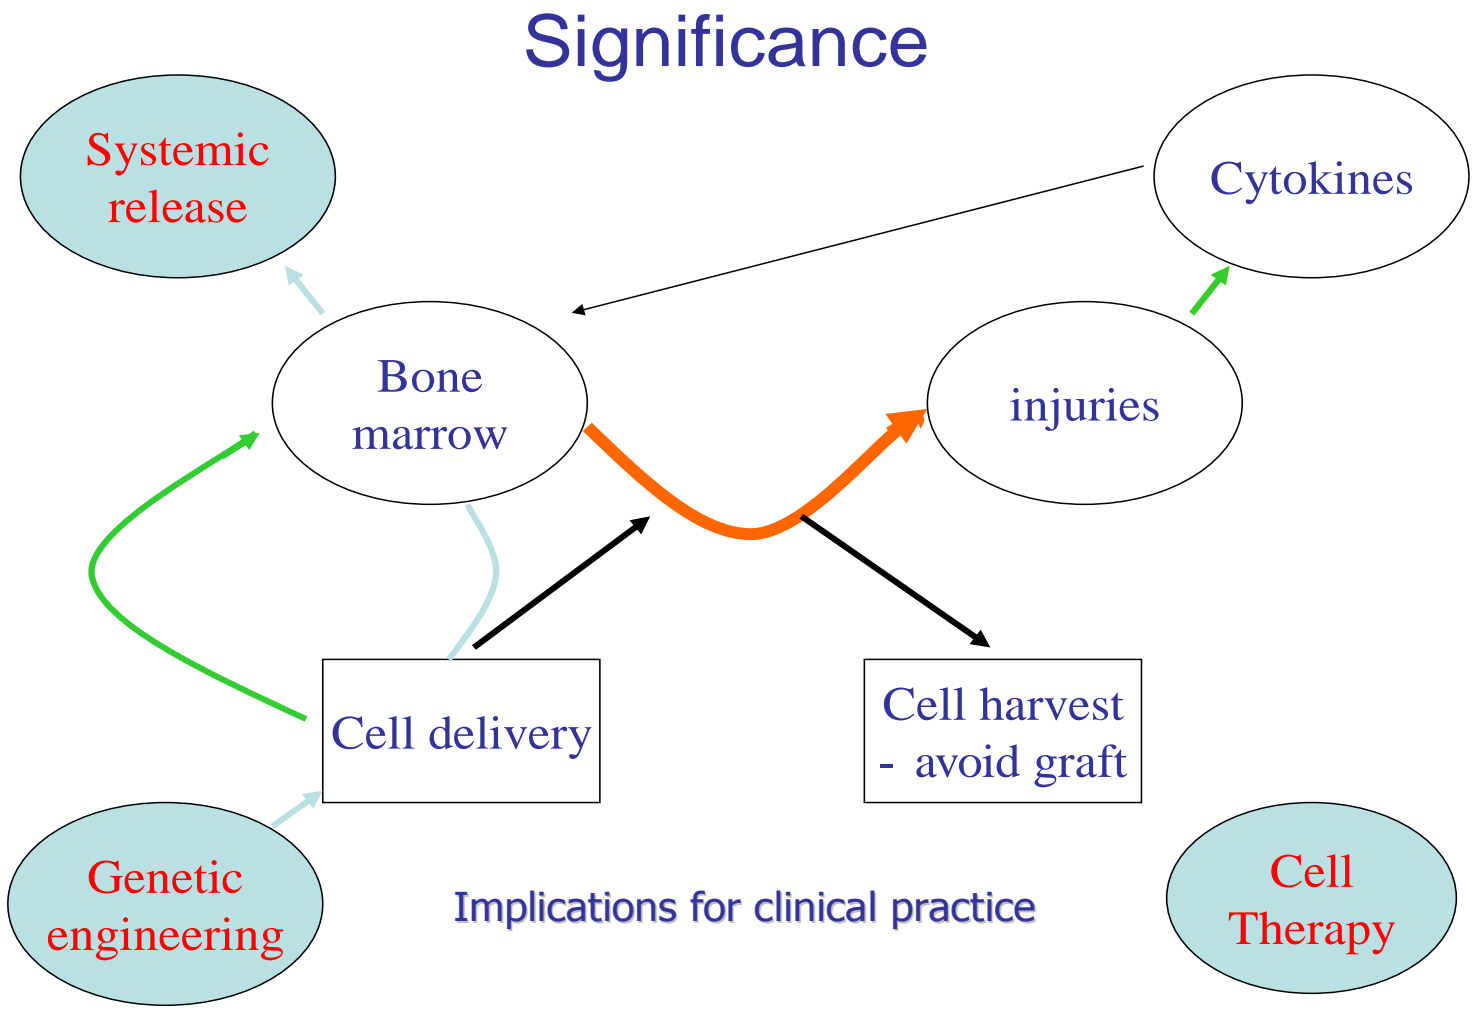 Significance
Systemic
release
Cytokines
Bone
marrow
injuries
Cell delivery
Cell harvest
- avoid graft
Genetic
engineering
Implications for clinical practice
Cell
Therapy